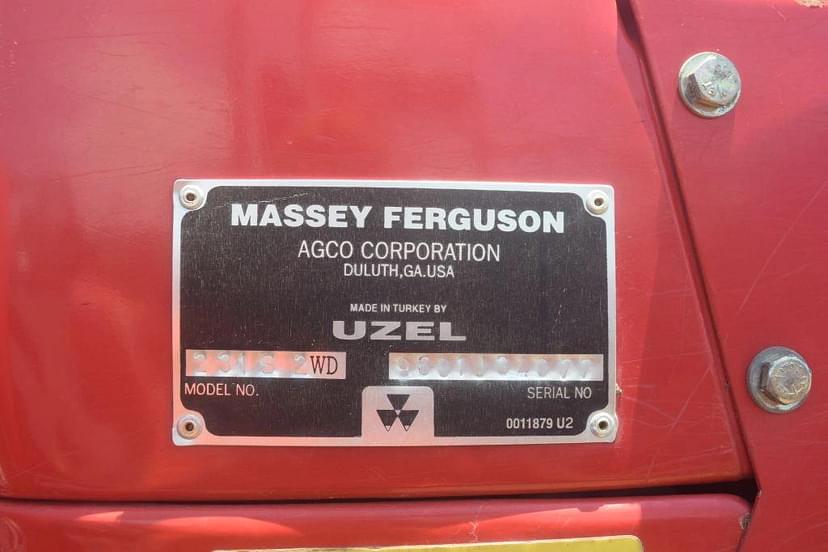 MASSEY FERGUSON
AGCO CORPORATION
DULUTH,GA.USA
MADE IN TURKEY BY
UZEL
231S 2WD
MODEL NO.
SERIAL NO
0011879 U2